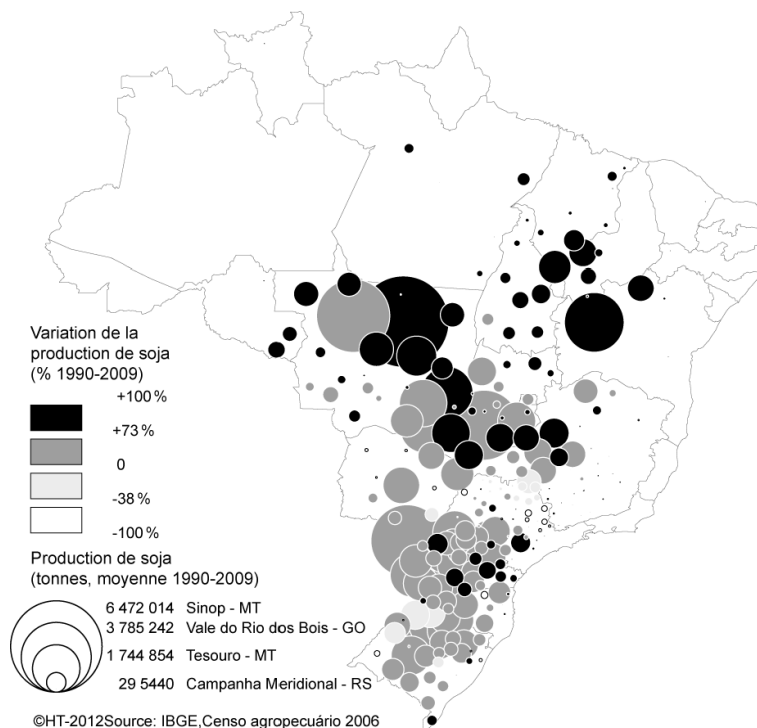 Variation de la
production de soja
(% 1990-2009)
+100 %
+73 %
0
-38 %
-100 %
Production de soja
(tonnes, moyenne 1990-2009)
6 472 014 Sinop - MT
3 785 242 Vale do Rio dos Bois - GO
1 744 854 Tesouro - MT
29 5440 Campanha Meridional - RS
©HT-2012Source: IBGE,Censo agropecuário 2006